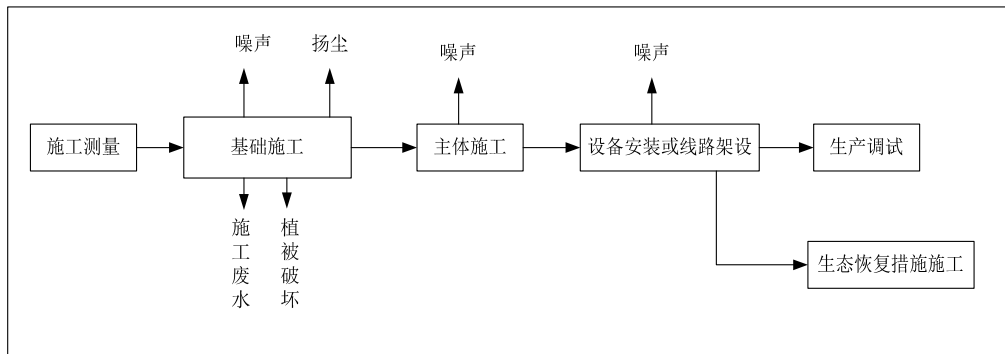 噪声
扬尘
噪声
噪声
施工测量
基础施工
主体施工
设备安装或线路架设
生产调试
施工废水
植被破坏
生态恢复措施施工